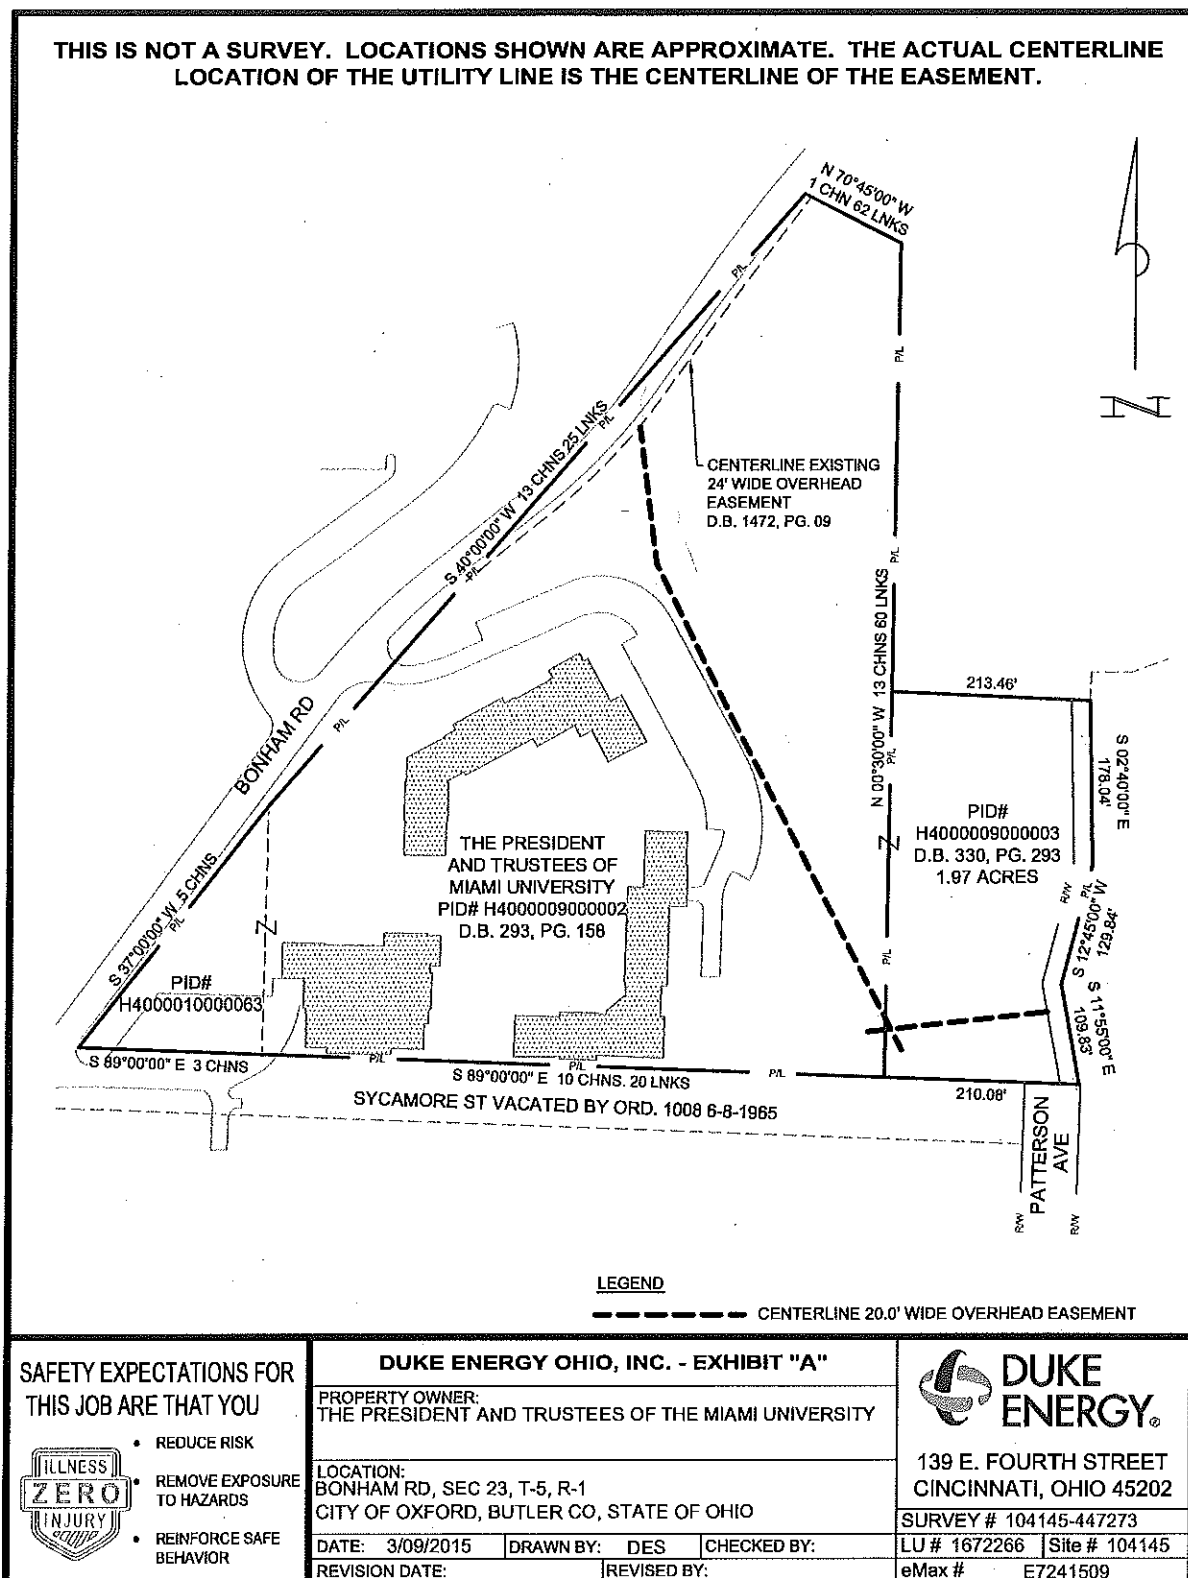 THIS IS NOT A SURVEY. LOCATIONS SHOWN ARE APPROXIMATE. THE ACTUAL CENTERLINE
LOCATION OF THE UTILITY LINE IS THE CENTERLINE OF THE EASEMENT.
N 70°45'00" W
1 CHN 62 LNKS
P/L
P/L
P/L
CENTERLINE EXISTING
24' WIDE OVERHEAD
EASEMENT
D.B. 1472, PG. 09
S 40°00'00" W 13 CHNS 25 LNKS
P/L
P/L
N 00°30'00" W 13 CHNS 60 LNKS
P/L
213.46'
BONHAM RD
P/L
S 02°40'00" E
178.04'
PID#
H4000009000003
D.B. 330, PG. 293
1.97 ACRES
THE PRESIDENT
AND TRUSTEES OF
MIAMI UNIVERSITY
PID# H4000009000002
D.B. 293, PG. 158
S 37°00'00" W 5 CHNS
P/L
R/W
P/L
S 12°45'00" W
129.84'
P/L
PID#
H4000010000063
S 11°55'00" E
109.83'
S 89°00'00" E 3 CHNS
P/L
P/L
P/L
S 89°00'00" E 10 CHNS. 20 LNKS
210.08'
SYCAMORE ST VACATED BY ORD. 1008 6-8-1965
PATTERSON
AVE
R/W
R/W
LEGEND
CENTERLINE 20.0' WIDE OVERHEAD EASEMENT
SAFETY EXPECTATIONS FOR
THIS JOB ARE THAT YOU
• REDUCE RISK
• REMOVE EXPOSURE
TO HAZARDS
• REINFORCE SAFE
BEHAVIOR
ILLNESS
ZERO
INJURY
DUKE ENERGY OHIO, INC. - EXHIBIT "A"
PROPERTY OWNER:
THE PRESIDENT AND TRUSTEES OF THE MIAMI UNIVERSITY
LOCATION:
BONHAM RD, SEC 23, T-5, R-1
CITY OF OXFORD, BUTLER CO, STATE OF OHIO
DATE: 3/09/2015 DRAWN BY: DES CHECKED BY:
REVISION DATE: REVISED BY:
DUKE
ENERGY®
139 E. FOURTH STREET
CINCINNATI, OHIO 45202
SURVEY # 104145-447273
LU # 1672266 Site # 104145
eMax # E7241509